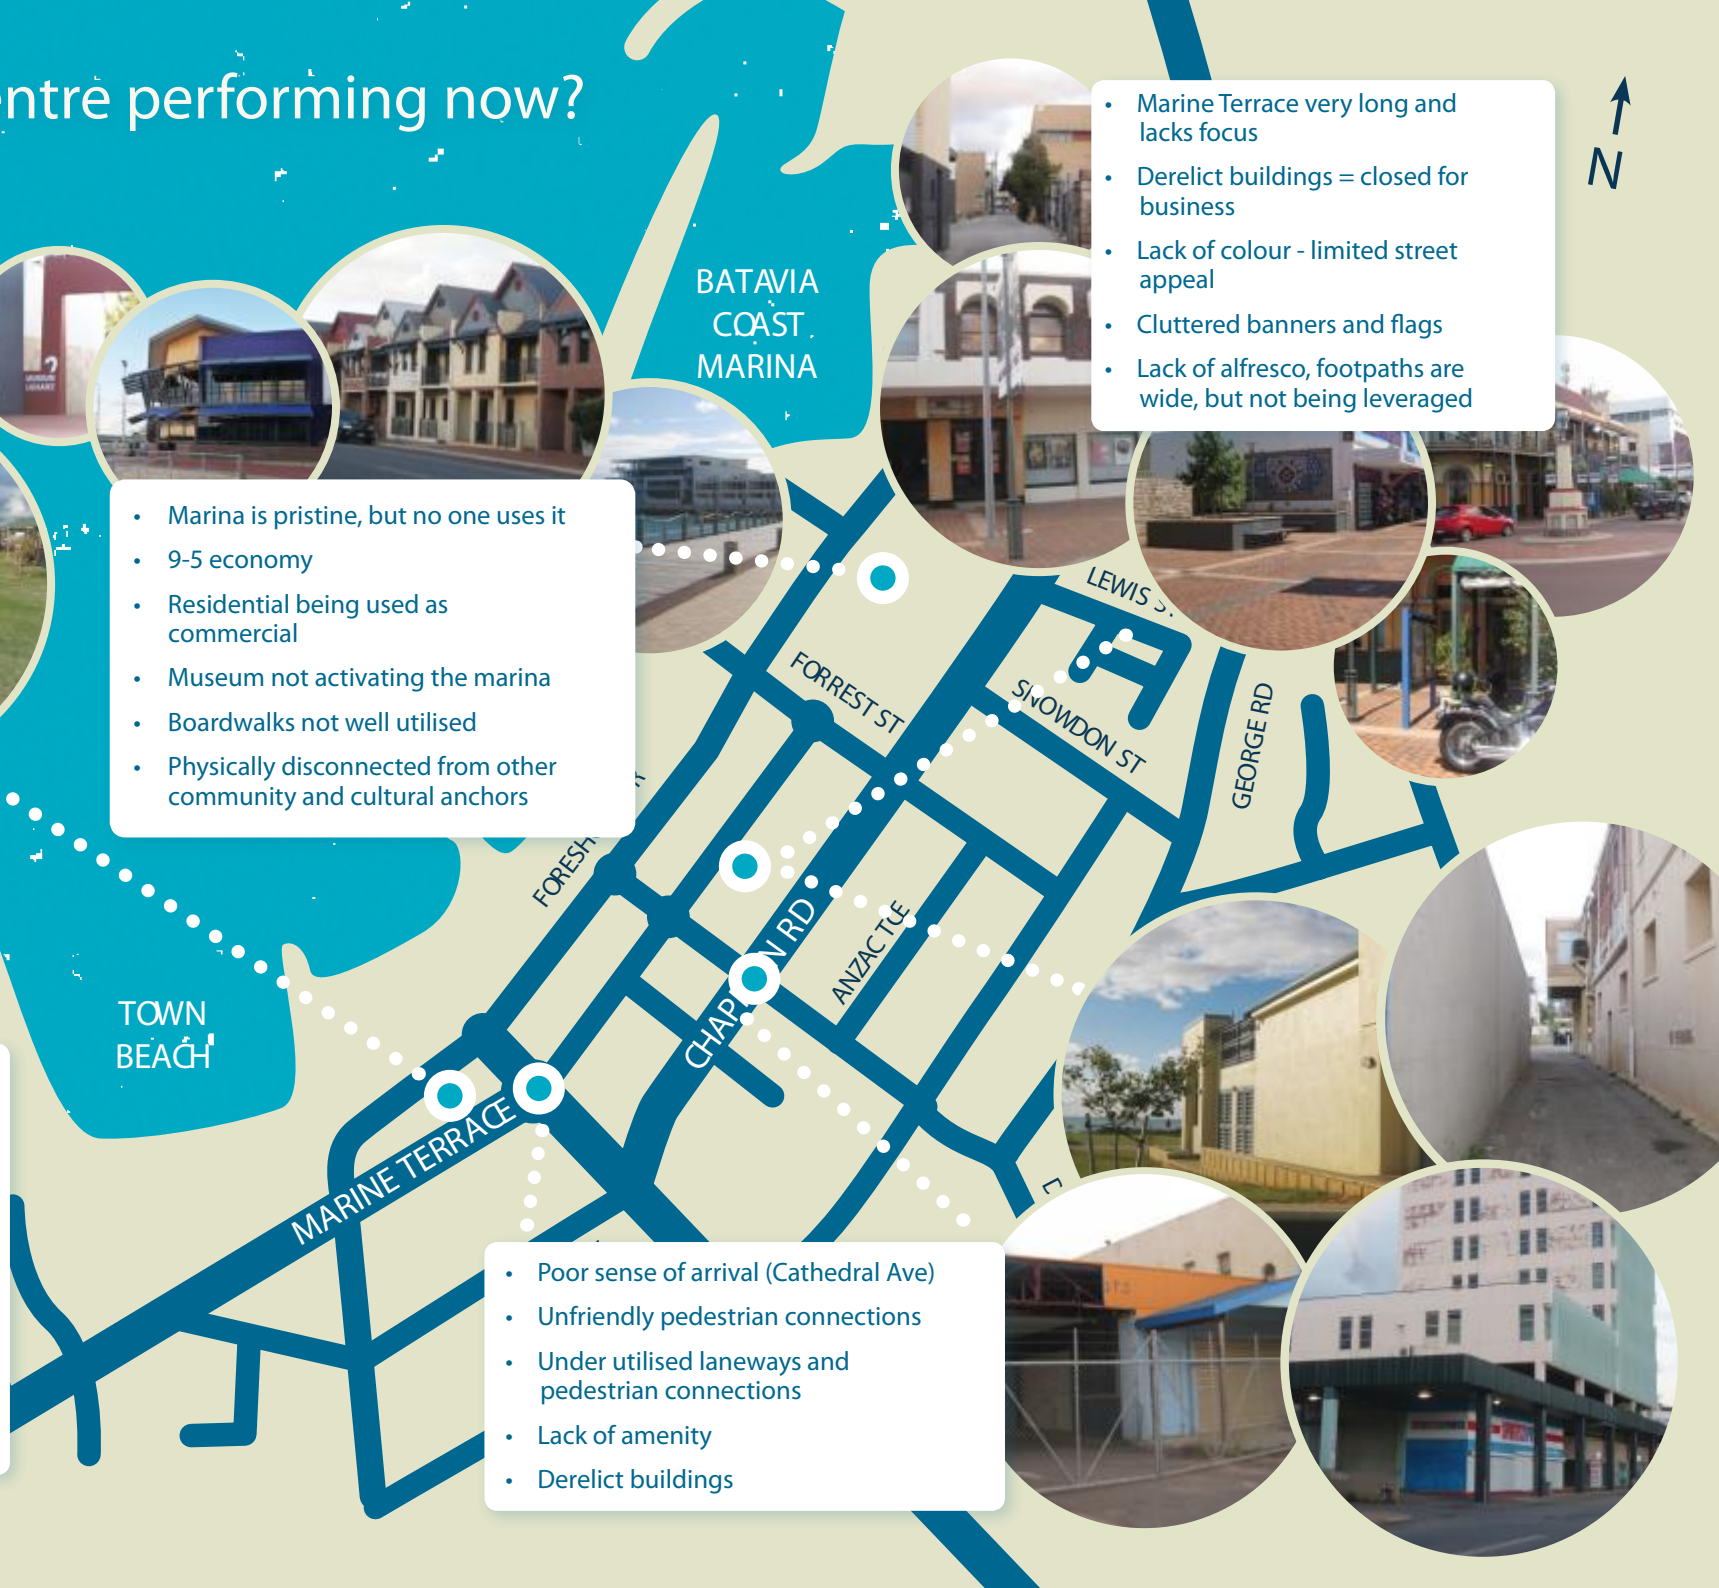 ntre performing now?
BATAVIA
COAST
MARINA
• Marine Terrace very long and
lacks focus
• Derelict buildings = closed for
business
• Lack of colour - limited street
appeal
• Cluttered banners and flags
• Lack of alfresco, footpaths are
wide, but not being leveraged
N
• Marina is pristine, but no one uses it
• 9-5 economy
• Residential being used as
commercial
• Museum not activating the marina
• Boardwalks not well utilised
• Physically disconnected from other
community and cultural anchors
LEWIS
FORREST ST
SNOWDON ST
GEORGE RD
ANZAC TCE
TOWN
BEACH
MARINE TERRACE
• Poor sense of arrival (Cathedral Ave)
• Unfriendly pedestrian connections
• Under utilised laneways and
pedestrian connections
• Lack of amenity
• Derelict buildings